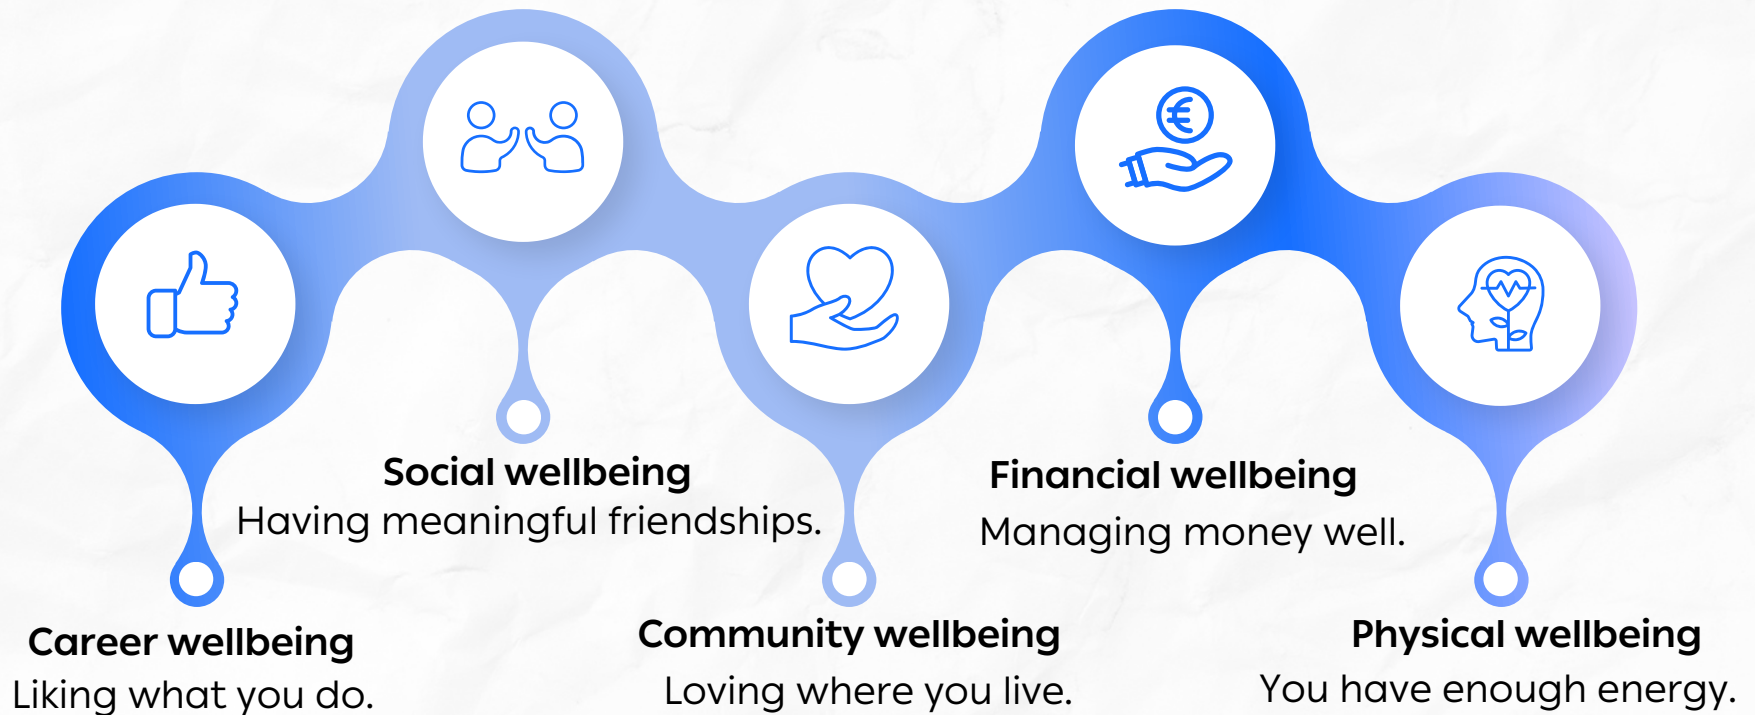 Career wellbeing
Liking what you do.
Social wellbeing
Having meaningful friendships.
Community wellbeing
Loving where you live.
Financial wellbeing
Managing money well.
Physical wellbeing
You have enough energy.
€